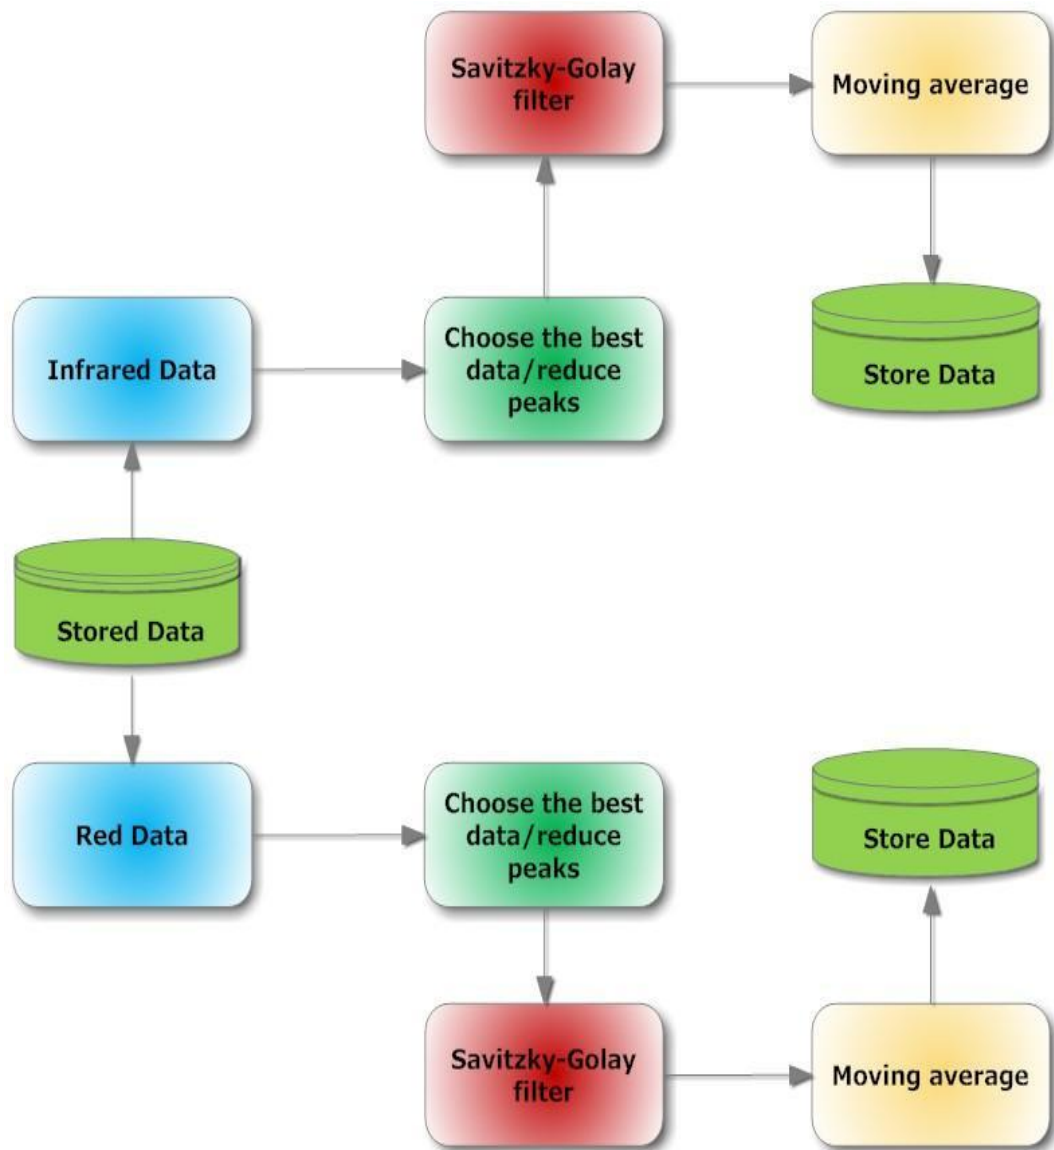 Savitzky-Golay
filter
Moving average
Infrared Data
Choose the best
data/reduce
peaks
Store Data
Stored Data
Red Data
Choose the best
data/reduce
peaks
Store Data
Savitzky-Golay
filter
Moving average